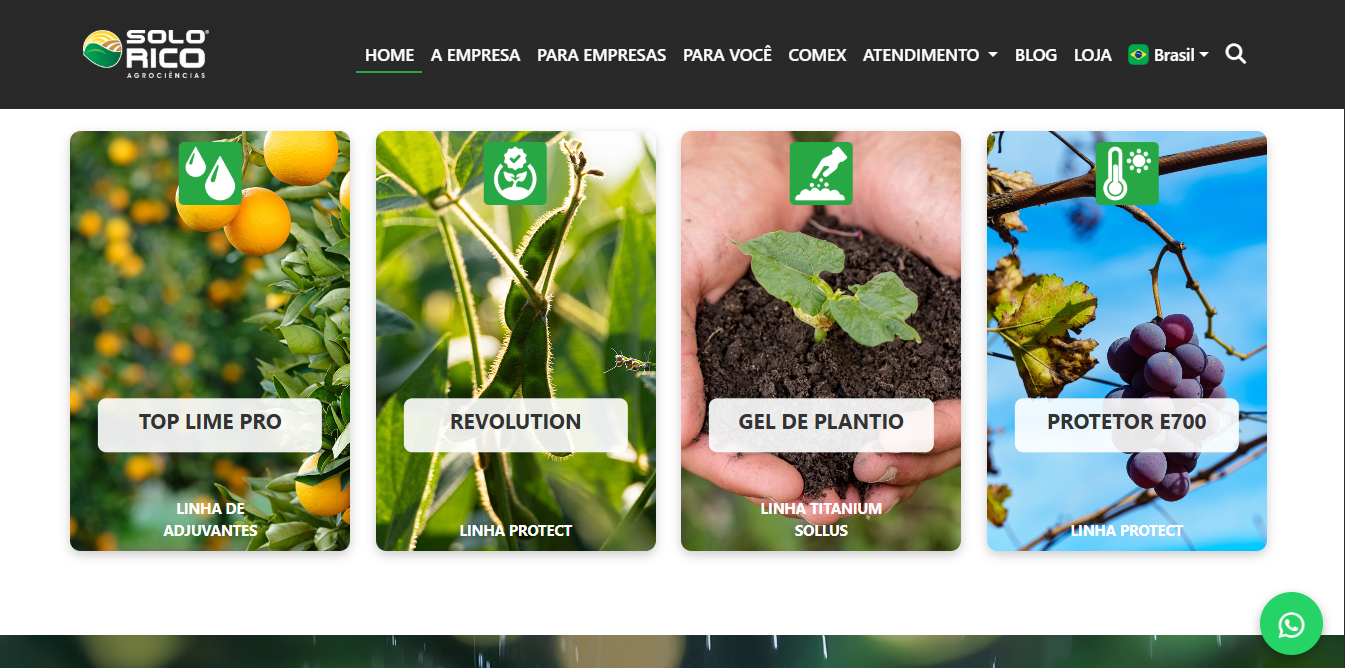 SOLO
RICO
AGROCIÊNCIAS
HOME A EMPRESA PARA EMPRESAS PARA VOCÊ COMEX ATENDIMENTO BLOG LOJA Brasil
TOP LIME PRO
LINHA DE
ADJUVANTES
REVOLUTION
LINHA PROTECT
GEL DE PLANTIO
LINHA TITANIUM
SOLLUS
PROTETOR E700
LINHA PROTECT